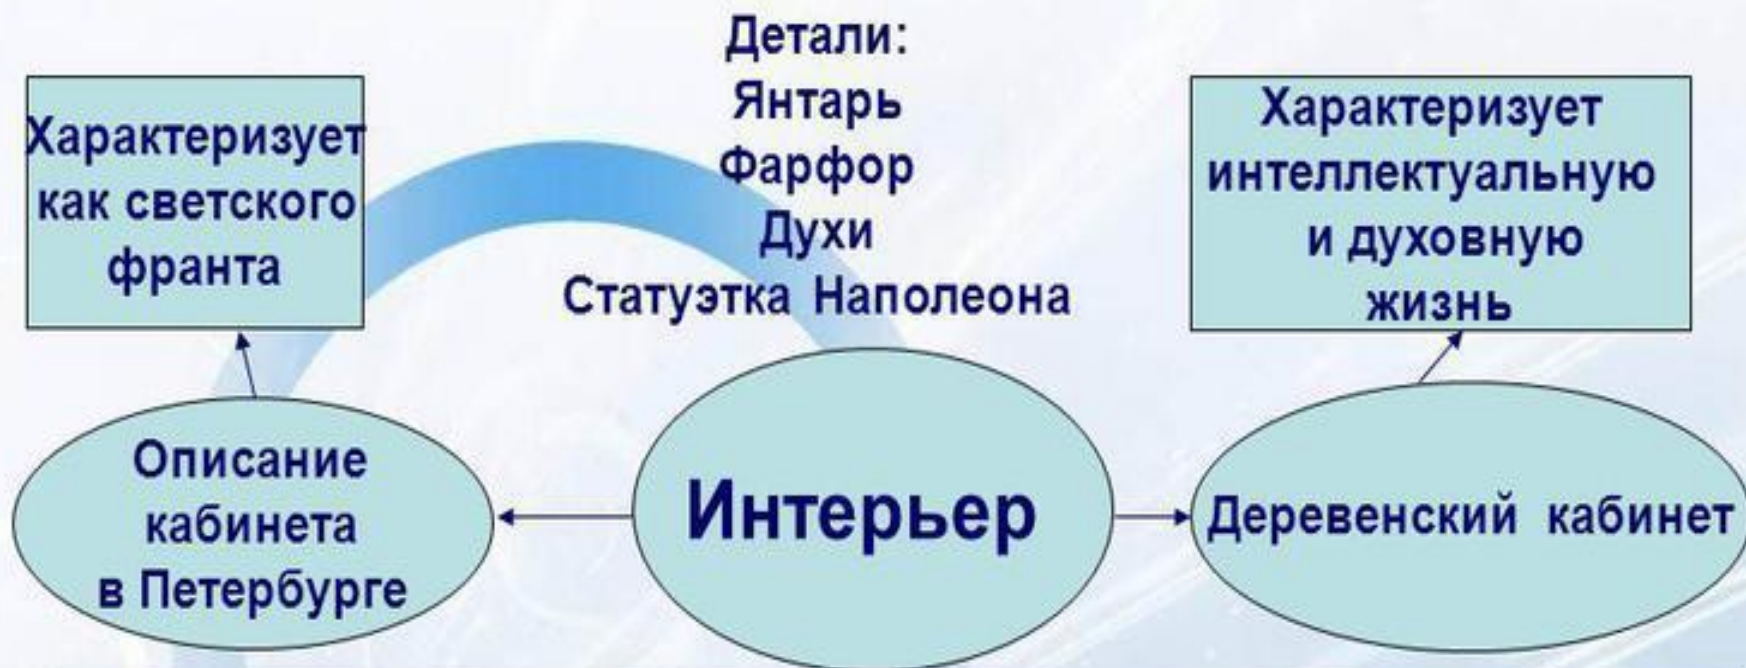 Детали:
Янтарь
Фарфор
Духи
Статуэтка Наполеона
Характеризует
как светского
франта
Характеризует
интеллектуальную
и духовную
жизнь
Описание
кабинета
в Петербурге
Интерьер
Деревенский кабинет